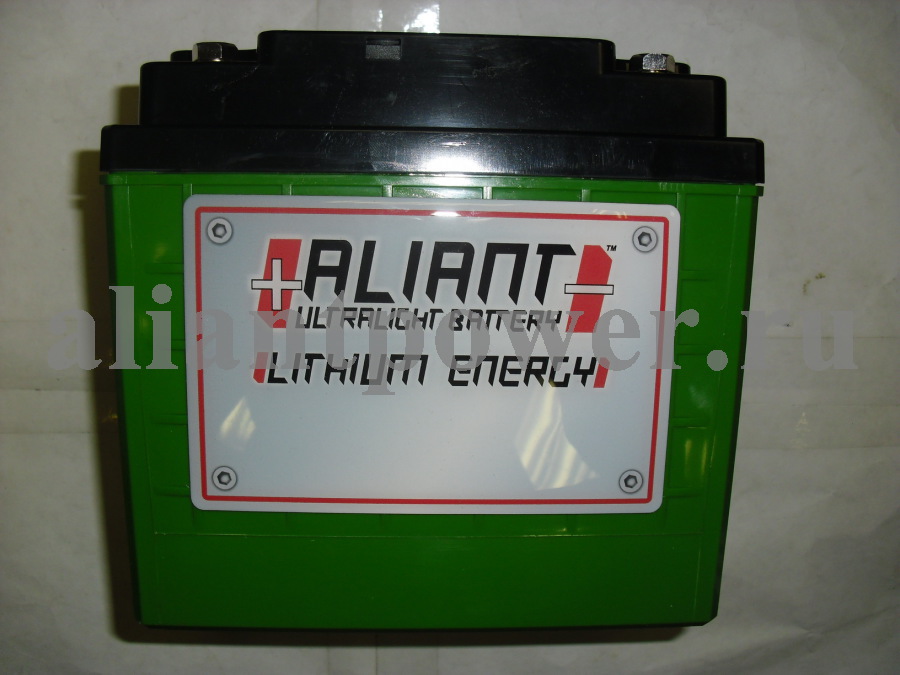 + ALIANT – ™
ULTRALIGHT BATTERY
aliantpower.ru
LITHIUM ENERGY